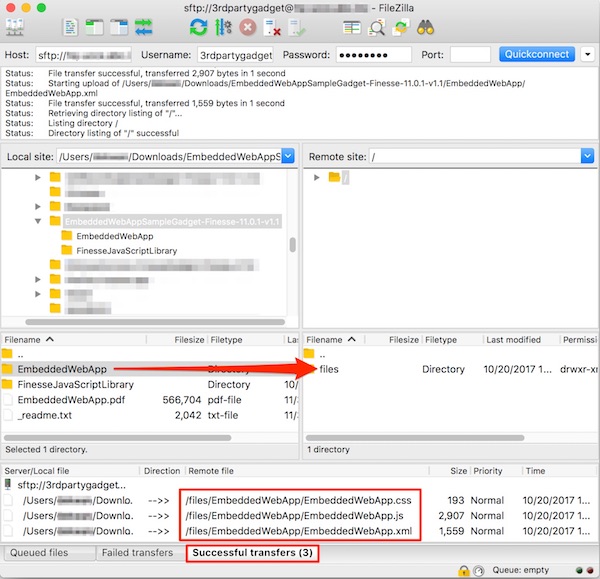 sftp://3rdpartygadget@ - FileZilla
Host: sftp:// Username: 3rdpartygadget Password: •••••••• Port: Quickconnect
Status: File transfer successful, transferred 2,907 bytes in 1 second
Status: Starting upload of /Users/ /Downloads/EmbeddedWebAppSampleGadget-Finesse-11.0.1-v1.1/EmbeddedWebApp/
EmbeddedWebApp.xml
Status: File transfer successful, transferred 1,559 bytes in 1 second
Status: Retrieving directory listing of "/"...
Status: Listing directory /
Status: Directory listing of "/" successful
Local site: /Users/ /Downloads/EmbeddedWebAppS Remote site: /
/
EmbeddedWebAppSampleGadget-Finesse-11.0.1-v1.1
EmbeddedWebApp
FinesseJavaScriptLibrary
Filename Filesize Filetype La Filename Filesize Filetype Last modified Permiss
.. ..
EmbeddedWebApp Directory 10/ files Directory 10/20/2017 1... drwxr-xr
FinesseJavaScriptLibrary Directory 10/
EmbeddedWebApp.pdf 566,704 pdf-file 11/3
_readme.txt 2,042 txt-file 11/3
Selected 1 directory. 1 directory
Server/Local file Direction Remote file Size Priority Time
sftp://3rdpartygadget...
/Users/ /Downlo. -->> /files/EmbeddedWebApp/EmbeddedWebApp.css 193 Normal 10/20/2017 1...
/Users/ /Downlo. -->> /files/EmbeddedWebApp/EmbeddedWebApp.js 2,907 Normal 10/20/2017 1...
/Users/ /Downlo. -->> /files/EmbeddedWebApp/EmbeddedWebApp.xml 1,559 Normal 10/20/2017 1...
Queued files Failed transfers Successful transfers (3)
Queue: empty